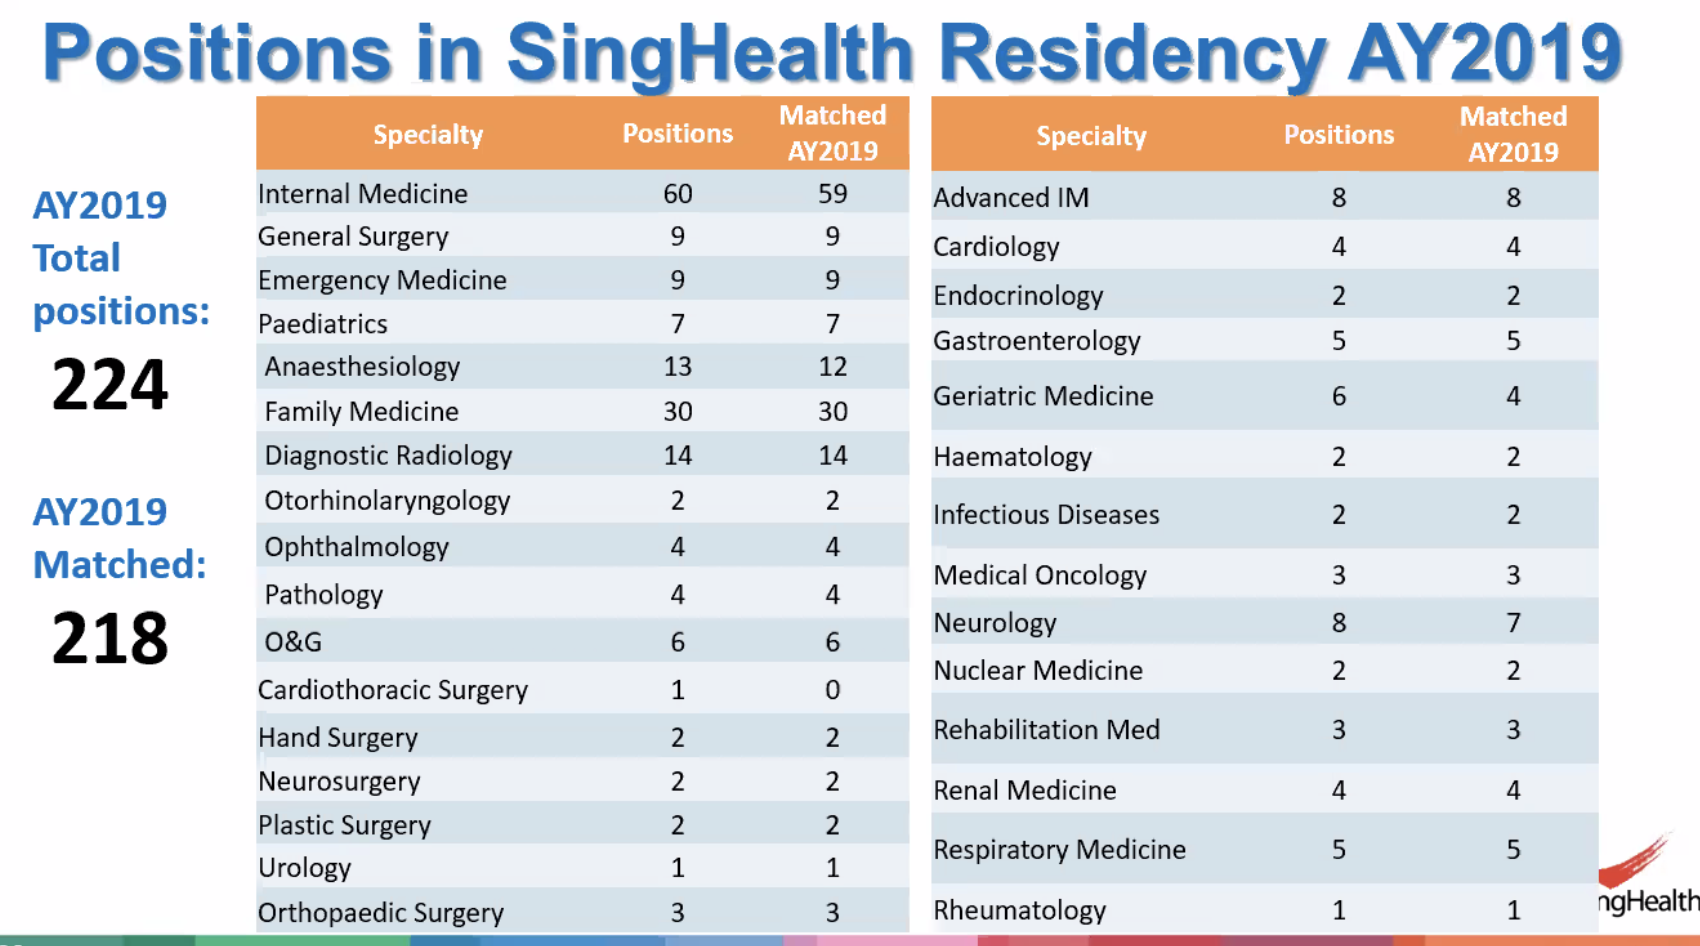 Positions in SingHealth Residency AY2019
AY2019
Total
positions:
224
AY2019
Matched:
218
Specialty Positions Matched AY2019
Internal Medicine 60 59
General Surgery 9 9
Emergency Medicine 9 9
Paediatrics 7 7
Anaesthesiology 13 12
Family Medicine 30 30
Diagnostic Radiology 14 14
Otorhinolaryngology 2 2
Ophthalmology 4 4
Pathology 4 4
O&G 6 6
Cardiothoracic Surgery 1 0
Hand Surgery 2 2
Neurosurgery 2 2
Plastic Surgery 2 2
Urology 1 1
Orthopaedic Surgery 3 3
Specialty Positions Matched AY2019
Advanced IM 8 8
Cardiology 4 4
Endocrinology 2 2
Gastroenterology 5 5
Geriatric Medicine 6 4
Haematology 2 2
Infectious Diseases 2 2
Medical Oncology 3 3
Neurology 8 7
Nuclear Medicine 2 2
Rehabilitation Med 3 3
Renal Medicine 4 4
Respiratory Medicine 5 5
Rheumatology 1 1
ngHealth